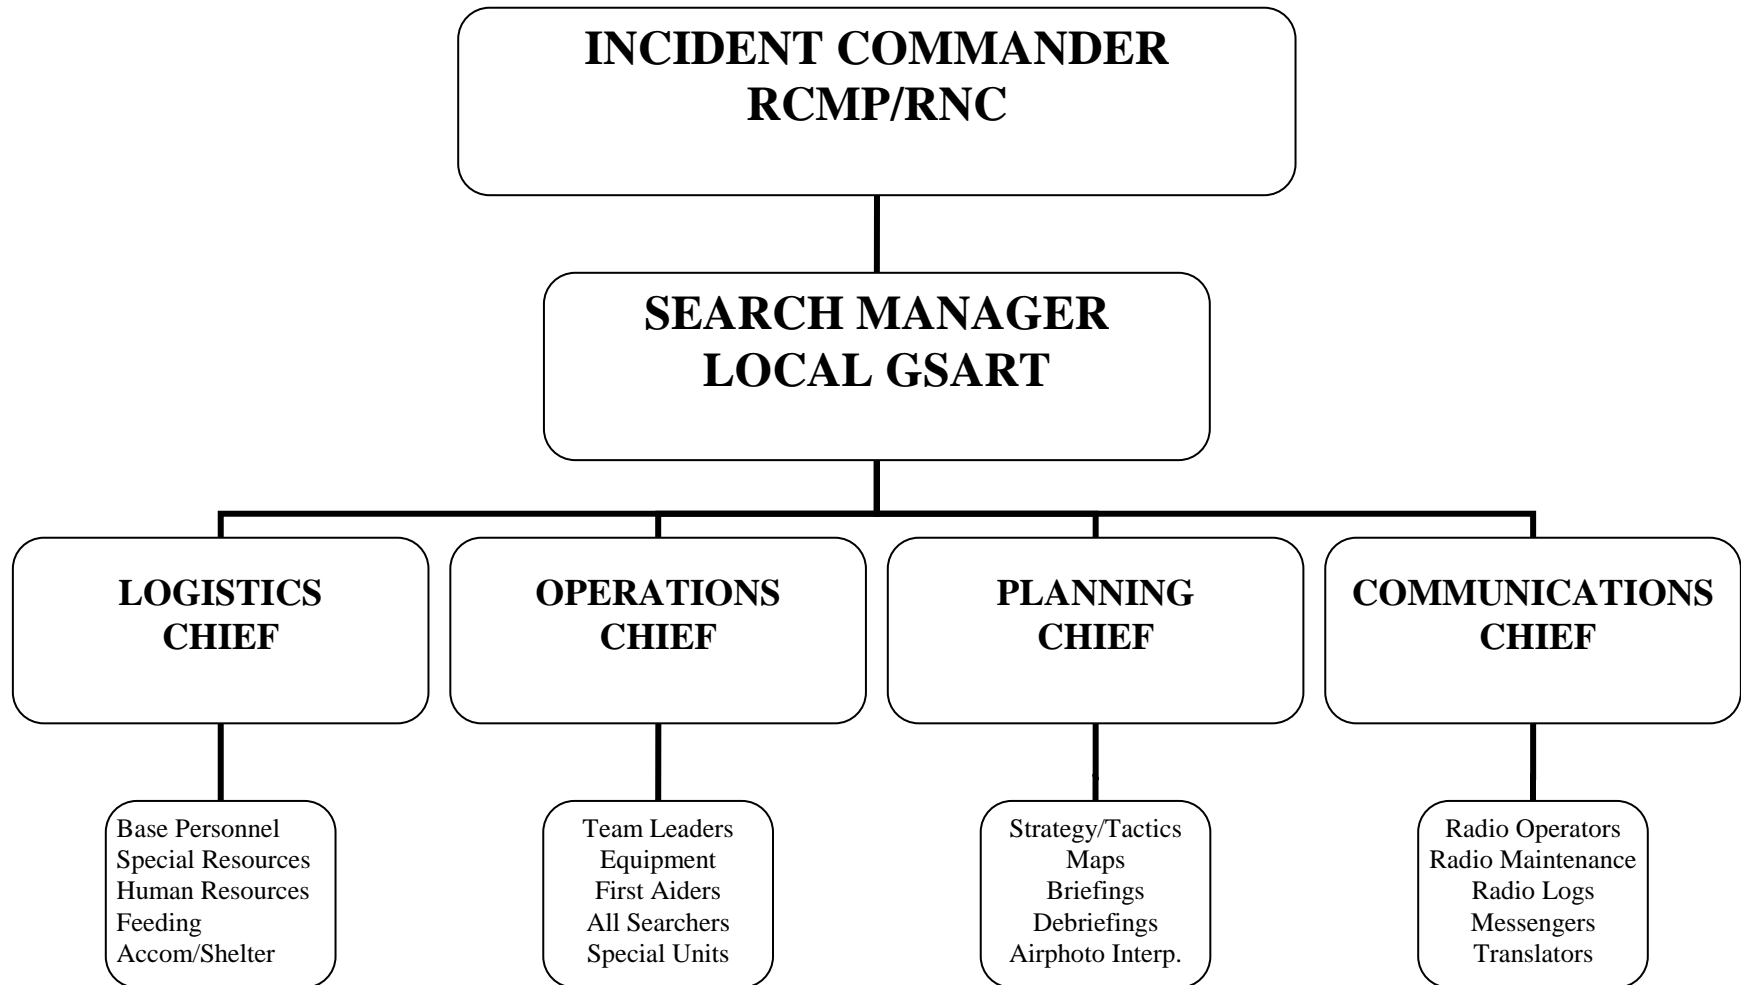 INCIDENT COMMANDER
RCMP/RNC
SEARCH MANAGER
LOCAL GSART
LOGISTICS
CHIEF
OPERATIONS
CHIEF
PLANNING
CHIEF
COMMUNICATIONS
CHIEF
Base Personnel
Special Resources
Human Resources
Feeding
Accom/Shelter
Team Leaders
Equipment
First Aiders
All Searchers
Special Units
Strategy/Tactics
Maps
Briefings
Debriefings
Airphoto Interp.
Radio Operators
Radio Maintenance
Radio Logs
Messengers
Translators